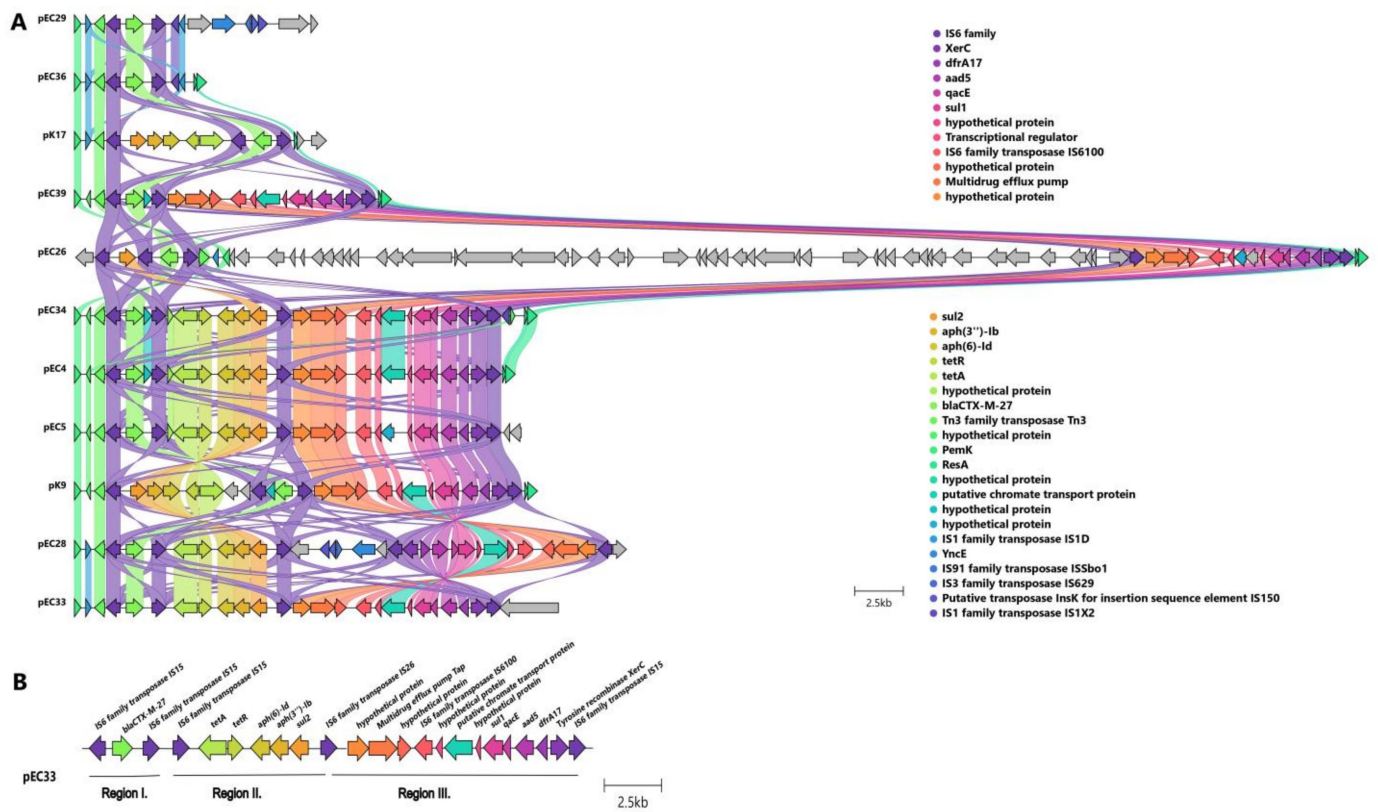 A
pEC29
pEC36
pK17
pEC39
pEC26
pEC34
pEC4
pEC5
pK9
pEC28
pEC33
IS6 family
XerC
dfrA17
aad5
qacE
sul1
hypothetical protein
Transcriptional regulator
IS6 family transposase IS6100
hypothetical protein
Multidrug efflux pump
hypothetical protein
sul2
aph(3'')-Ib
aph(6)-Id
tetR
tetA
hypothetical protein
blaCTX-M-27
Tn3 family transposase Tn3
hypothetical protein
PemK
ResA
hypothetical protein
putative chromate transport protein
hypothetical protein
hypothetical protein
IS1 family transposase IS1D
YncE
IS91 family transposase ISSbo1
IS3 family transposase IS629
Putative transposase InsK for insertion sequence element IS150
IS1 family transposase IS1X2
2.5kb
B
IS6 family transposase IS15
blaCTX-M-27
IS6 family transposase IS15
IS6 family transposase IS15
tetA
tetR
aph(6)-Id
aph(3'')-Ib
sul2
IS6 family transposase IS26
hypothetical protein
Multidrug efflux pump Tap
hypothetical protein
IS6 family transposase IS6100
hypothetical protein
putative chromate transport protein
hypothetical protein
sul1
qacE
aad5
dfrA17
Tyrosine recombinase XerC
IS6 family transposase IS15
pEC33
Region I.
Region II.
Region III.
2.5kb